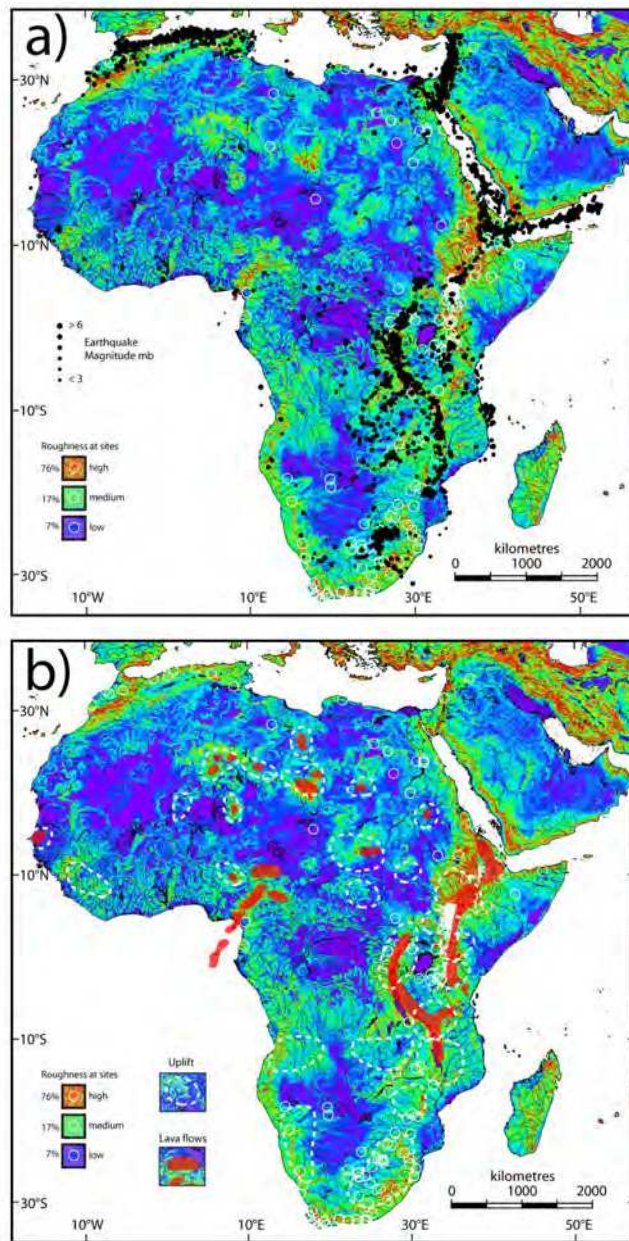 a)
30°N
10°N
> 6
Earthquake
Magnitude mb
< 3
10°S
Roughness at sites
76% high
17% medium
7% low
kilometres
0 1000 2000
30°S
10°W 10°E 30°E 50°E
b)
30°N
10°N
10°S
Uplift
Roughness at sites
76% high
17% medium
7% low
Lava flows
kilometres
0 1000 2000
30°S
10°W 10°E 30°E 50°E